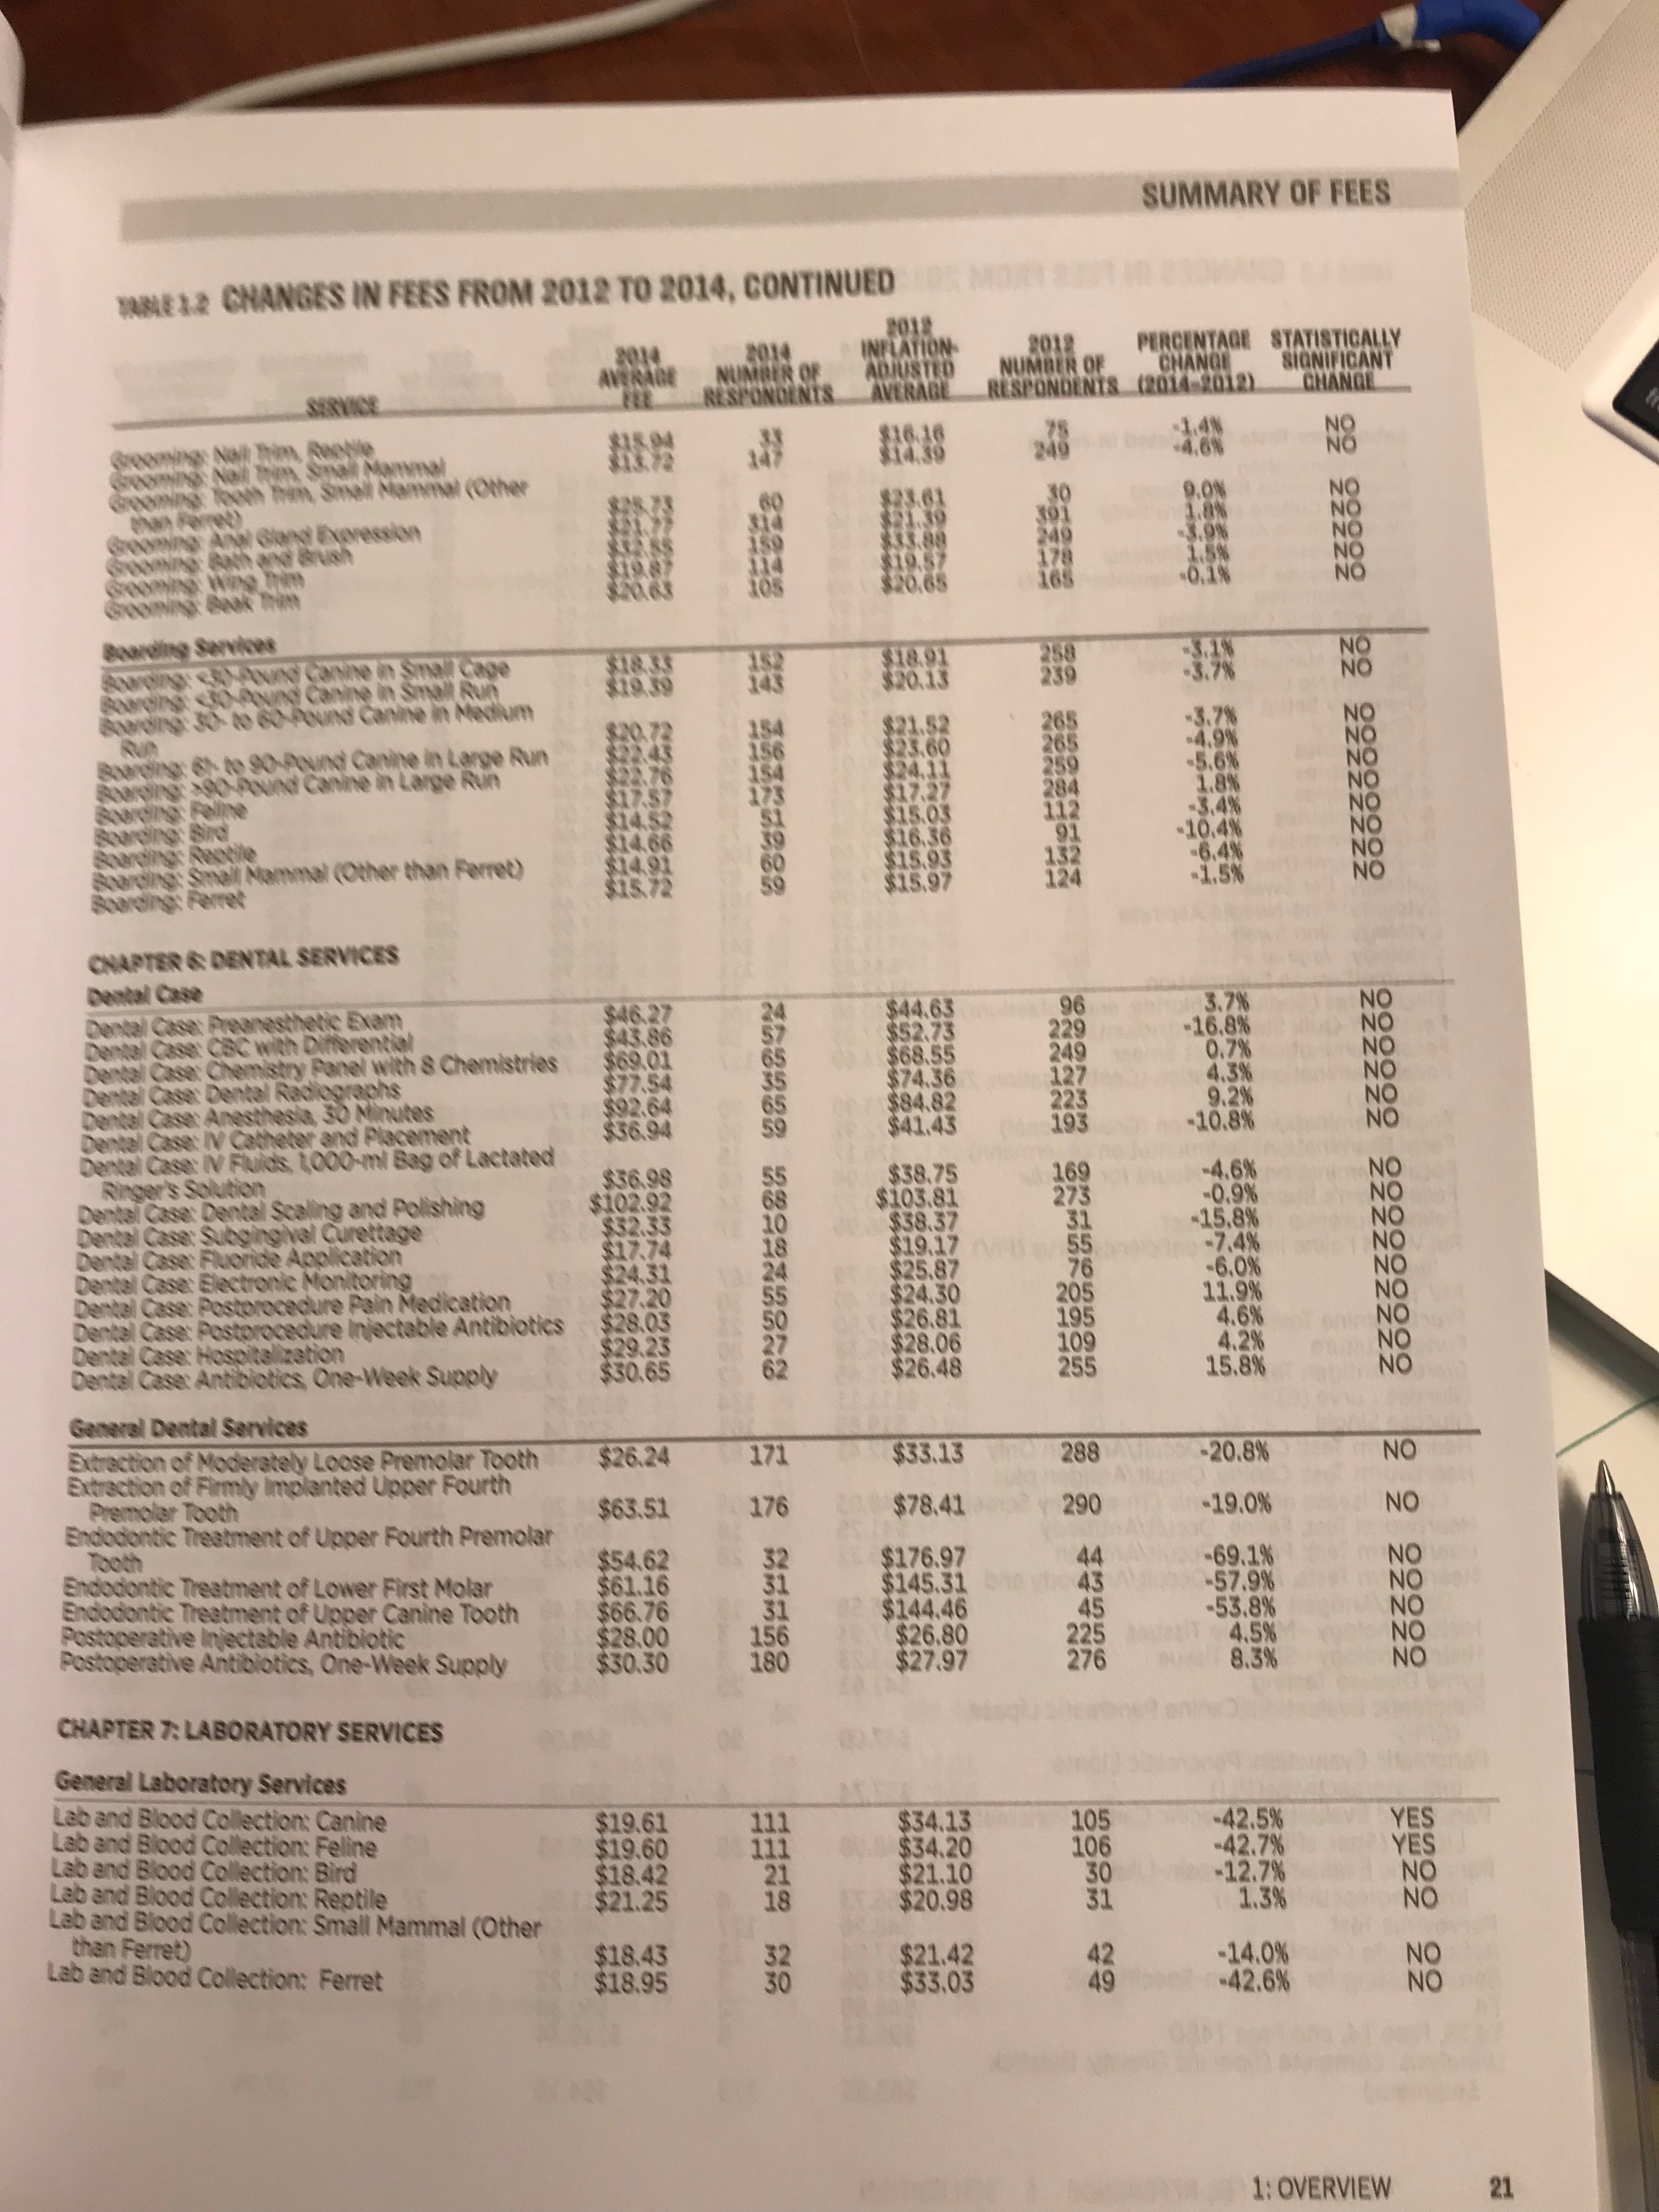 SUMMARY OF FEES
TABLE 1.2 CHANGES IN FEES FROM 2012 TO 2014, CONTINUED
SERVICE 2014 AVERAGE FEE 2014 NUMBER OF RESPONDENTS 2012 INFLATION-ADJUSTED AVERAGE 2012 NUMBER OF RESPONDENTS PERCENTAGE CHANGE (2014-2012) STATISTICALLY SIGNIFICANT CHANGE
Grooming: Nail Trim, Reptile $15.94 33 $16.16 75 -1.4% NO
Grooming: Nail Trim, Small Mammal $13.72 147 $14.39 249 -4.6% NO
Grooming: Tooth Trim, Small Mammal (Other
than Ferret) $25.73 60 $23.61 30 9.0% NO
Grooming: Anal Gland Expression $21.77 314 $21.39 391 1.8% NO
Grooming: Bath and Brush $32.55 159 $33.88 249 -3.9% NO
Grooming: Wing Trim $19.87 114 $19.57 178 1.5% NO
Grooming: Beak Trim $20.63 105 $20.65 165 -0.1% NO
Boarding Services
Boarding: <30-Pound Canine in Small Cage $18.33 152 $18.91 258 -3.1% NO
Boarding: <30-Pound Canine in Small Run $19.39 143 $20.13 239 -3.7% NO
Boarding: 30- to 60-Pound Canine in Medium
Run $20.72 154 $21.52 265 -3.7% NO
Boarding: 61- to 90-Pound Canine in Large Run $22.43 156 $23.60 265 -4.9% NO
Boarding: >90-Pound Canine in Large Run $22.76 154 $24.11 259 -5.6% NO
Boarding: Feline $17.57 173 $17.27 284 1.8% NO
Boarding: Bird $14.52 51 $15.03 112 -3.4% NO
Boarding: Reptile $14.66 39 $16.36 91 -10.4% NO
Boarding: Small Mammal (Other than Ferret) $14.91 60 $15.93 132 -6.4% NO
Boarding: Ferret $15.72 59 $15.97 124 -1.5% NO
CHAPTER 6: DENTAL SERVICES
Dental Case
Dental Case: Preanesthetic Exam $46.27 24 $44.63 96 3.7% NO
Dental Case: CBC with Differential $43.86 57 $52.73 229 -16.8% NO
Dental Case: Chemistry Panel with 8 Chemistries $69.01 65 $68.55 249 0.7% NO
Dental Case: Dental Radiographs $77.54 35 $74.36 127 4.3% NO
Dental Case: Anesthesia, 30 Minutes $92.64 65 $84.82 223 9.2% NO
Dental Case: IV Catheter and Placement $36.94 59 $41.43 193 -10.8% NO
Dental Case: IV Fluids, 1,000-ml Bag of Lactated
Ringer's Solution $36.98 55 $38.75 169 -4.6% NO
Dental Case: Dental Scaling and Polishing $102.92 68 $103.81 273 -0.9% NO
Dental Case: Subgingival Curettage $32.33 10 $38.37 31 -15.8% NO
Dental Case: Fluoride Application $17.74 18 $19.17 55 -7.4% NO
Dental Case: Electronic Monitoring $24.31 24 $25.87 76 -6.0% NO
Dental Case: Postprocedure Pain Medication $27.20 55 $24.30 205 11.9% NO
Dental Case: Postprocedure Injectable Antibiotics $28.03 50 $26.81 195 4.6% NO
Dental Case: Hospitalization $29.23 27 $28.06 109 4.2% NO
Dental Case: Antibiotics, One-Week Supply $30.65 62 $26.48 255 15.8% NO
General Dental Services
Extraction of Moderately Loose Premolar Tooth $26.24 171 $33.13 288 -20.8% NO
Extraction of Firmly Implanted Upper Fourth
Premolar Tooth $63.51 176 $78.41 290 -19.0% NO
Endodontic Treatment of Upper Fourth Premolar
Tooth $54.62 32 $176.97 44 -69.1% NO
Endodontic Treatment of Lower First Molar $61.16 31 $145.31 43 -57.9% NO
Endodontic Treatment of Upper Canine Tooth $66.76 31 $144.46 45 -53.8% NO
Postoperative Injectable Antibiotic $28.00 156 $26.80 225 4.5% NO
Postoperative Antibiotics, One-Week Supply $30.30 180 $27.97 276 8.3% NO
CHAPTER 7: LABORATORY SERVICES
General Laboratory Services
Lab and Blood Collection: Canine $19.61 111 $34.13 105 -42.5% YES
Lab and Blood Collection: Feline $19.60 111 $34.20 106 -42.7% YES
Lab and Blood Collection: Bird $18.42 21 $21.10 30 -12.7% NO
Lab and Blood Collection: Reptile $21.25 18 $20.98 31 1.3% NO
Lab and Blood Collection: Small Mammal (Other
than Ferret) $18.43 32 $21.42 42 -14.0% NO
Lab and Blood Collection: Ferret $18.95 30 $33.03 49 -42.6% NO
1: OVERVIEW 21